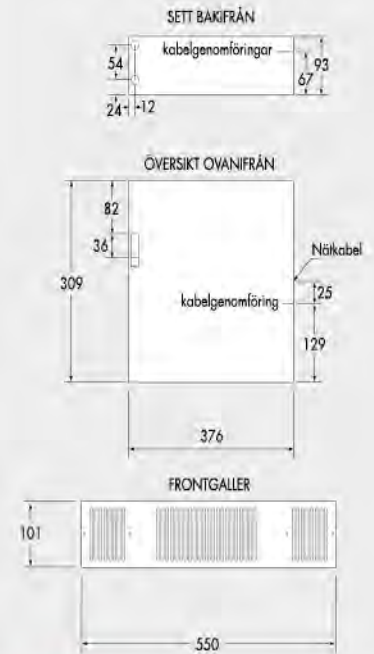 SETT BAKIFRÅN
kabelgenomföringar
54
93
67
24
12
ÖVERSIKT OVANIFRÅN
82
36
Nätkabel
309
25
kabelgenomföring
129
376
FRONTGALLER
101
550